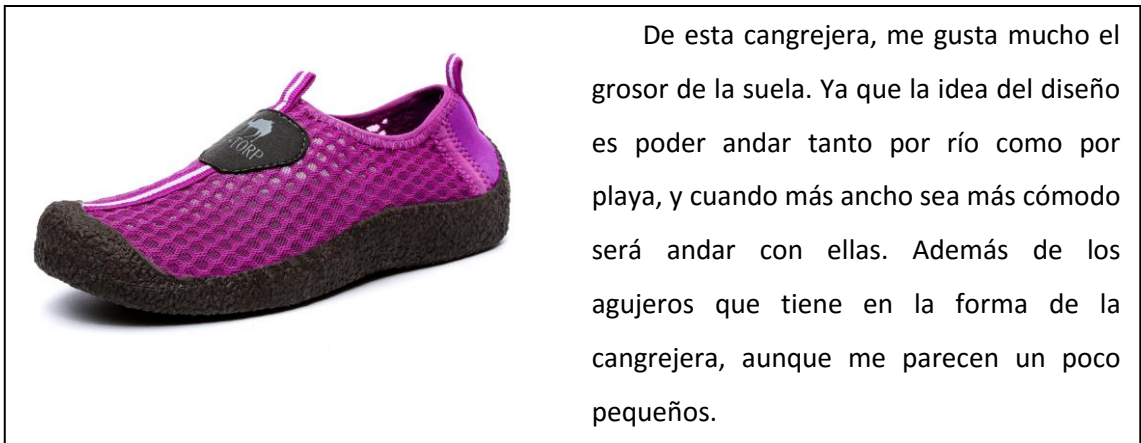 TORP
De esta cangrejera, me gusta mucho el
grosor de la suela. Ya que la idea del diseño
es poder andar tanto por río como por
playa, y cuando más ancho sea más cómodo
será andar con ellas. Además de los
agujeros que tiene en la forma de la
cangrejera, aunque me parecen un poco
pequeños.